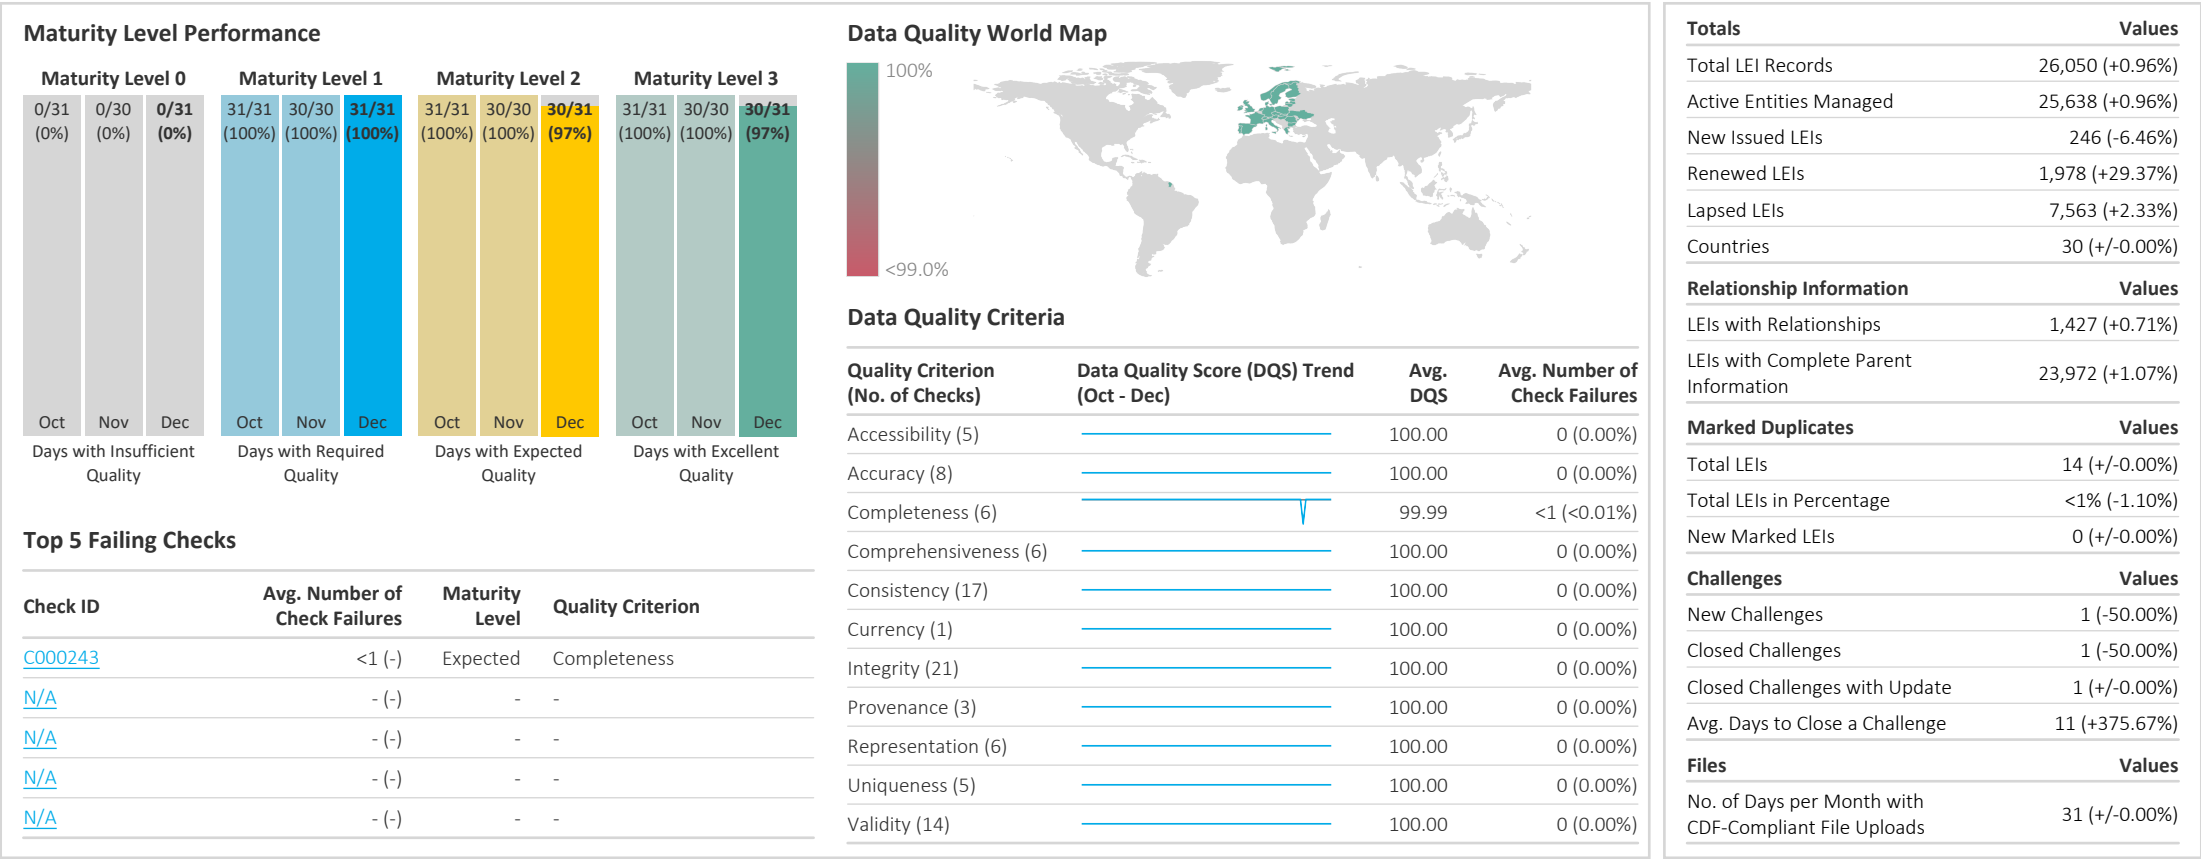 Maturity Level Performance
Maturity Level 0
Maturity Level 1
Maturity Level 2
Maturity Level 3
0/31 0/30 0/31
(0%) (0%) (0%)
31/31 30/30 31/31
(100%) (100%) (100%)
31/31 30/30 30/31
(100%) (100%) (97%)
31/31 30/30 30/31
(100%) (100%) (97%)
Oct Nov Dec
Oct Nov Dec
Oct Nov Dec
Oct Nov Dec
Days with Insufficient
Quality
Days with Required
Quality
Days with Expected
Quality
Days with Excellent
Quality
Top 5 Failing Checks
Check ID
Avg. Number of
Check Failures
Maturity
Level
Quality Criterion
C000243 <1 (-) Expected Completeness
N/A - (-) - -
N/A - (-) - -
N/A - (-) - -
N/A - (-) - -
Data Quality World Map
100%
<99.0%
Data Quality Criteria
Quality Criterion
(No. of Checks)
Data Quality Score (DQS) Trend
(Oct - Dec)
Avg.
DQS
Avg. Number of
Check Failures
Accessibility (5) 100.00 0 (0.00%)
Accuracy (8) 100.00 0 (0.00%)
Completeness (6) 99.99 <1 (<0.01%)
Comprehensiveness (6) 100.00 0 (0.00%)
Consistency (17) 100.00 0 (0.00%)
Currency (1) 100.00 0 (0.00%)
Integrity (21) 100.00 0 (0.00%)
Provenance (3) 100.00 0 (0.00%)
Representation (6) 100.00 0 (0.00%)
Uniqueness (5) 100.00 0 (0.00%)
Validity (14) 100.00 0 (0.00%)
Totals Values
Total LEI Records 26,050 (+0.96%)
Active Entities Managed 25,638 (+0.96%)
New Issued LEIs 246 (-6.46%)
Renewed LEIs 1,978 (+29.37%)
Lapsed LEIs 7,563 (+2.33%)
Countries 30 (+/-0.00%)
Relationship Information Values
LEIs with Relationships 1,427 (+0.71%)
LEIs with Complete Parent
Information 23,972 (+1.07%)
Marked Duplicates Values
Total LEIs 14 (+/-0.00%)
Total LEIs in Percentage <1% (-1.10%)
New Marked LEIs 0 (+/-0.00%)
Challenges Values
New Challenges 1 (-50.00%)
Closed Challenges 1 (-50.00%)
Closed Challenges with Update 1 (+/-0.00%)
Avg. Days to Close a Challenge 11 (+375.67%)
Files Values
No. of Days per Month with
CDF-Compliant File Uploads 31 (+/-0.00%)